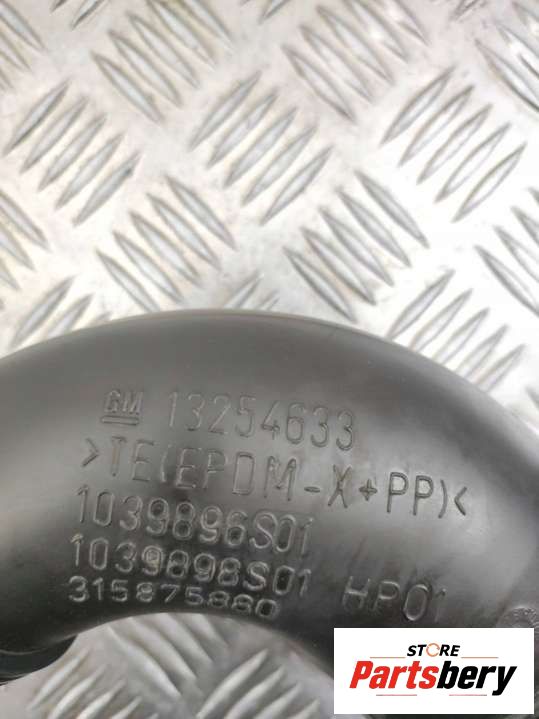 GM 13254633
>TE(EPDM-X+PP)<
1039896S01
1039898S01 HP01
315875880
STORE
Partsbery